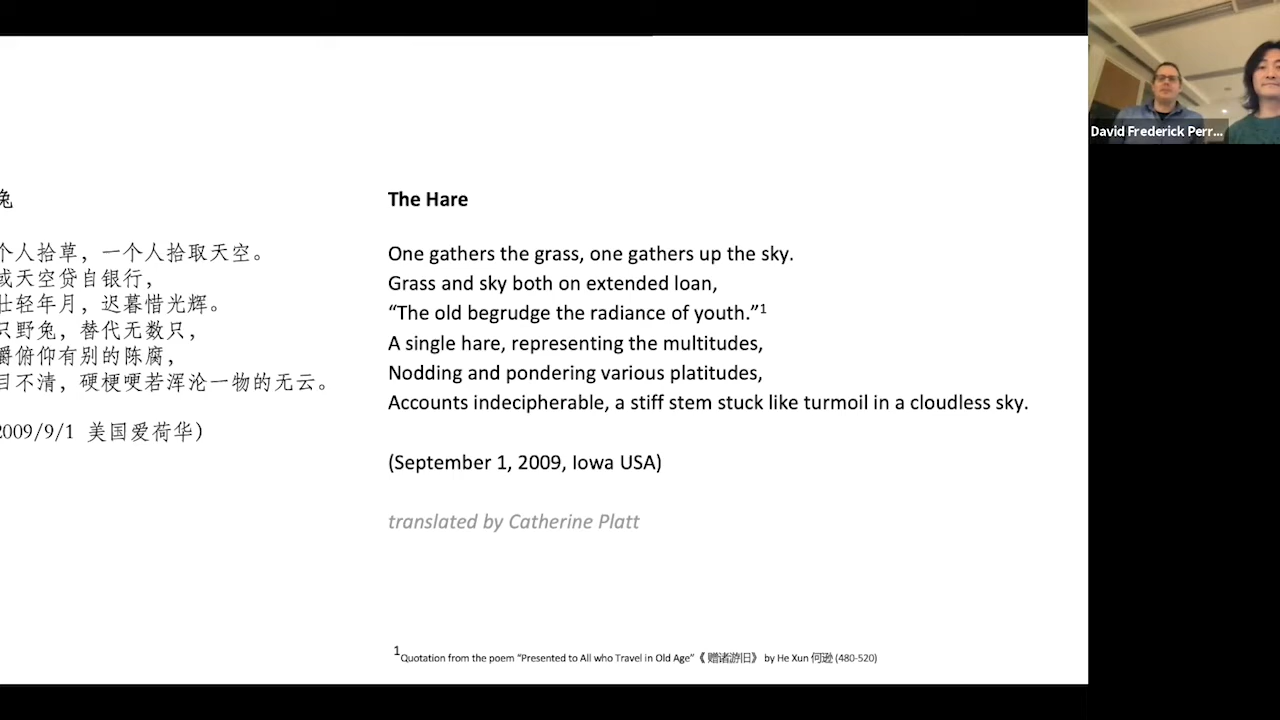 兔
个人拾草，一个人拾取天空。
或天空贷自银行，
壮轻年月，迟暮惜光辉。
只野兔，替代无数只，
嚼俯仰有别的陈腐，
目不清，硬梗哽若浑沦一物的无云。
2009/9/1 美国爱荷华）
The Hare
One gathers the grass, one gathers up the sky.
Grass and sky both on extended loan,
“The old begrudge the radiance of youth.”1
A single hare, representing the multitudes,
Nodding and pondering various platitudes,
Accounts indecipherable, a stiff stem stuck like turmoil in a cloudless sky.
(September 1, 2009, Iowa USA)
translated by Catherine Platt
1Quotation from the poem “Presented to All who Travel in Old Age”《 赠诸游旧》 by He Xun 何逊 (480-520)
David Frederick Perr...